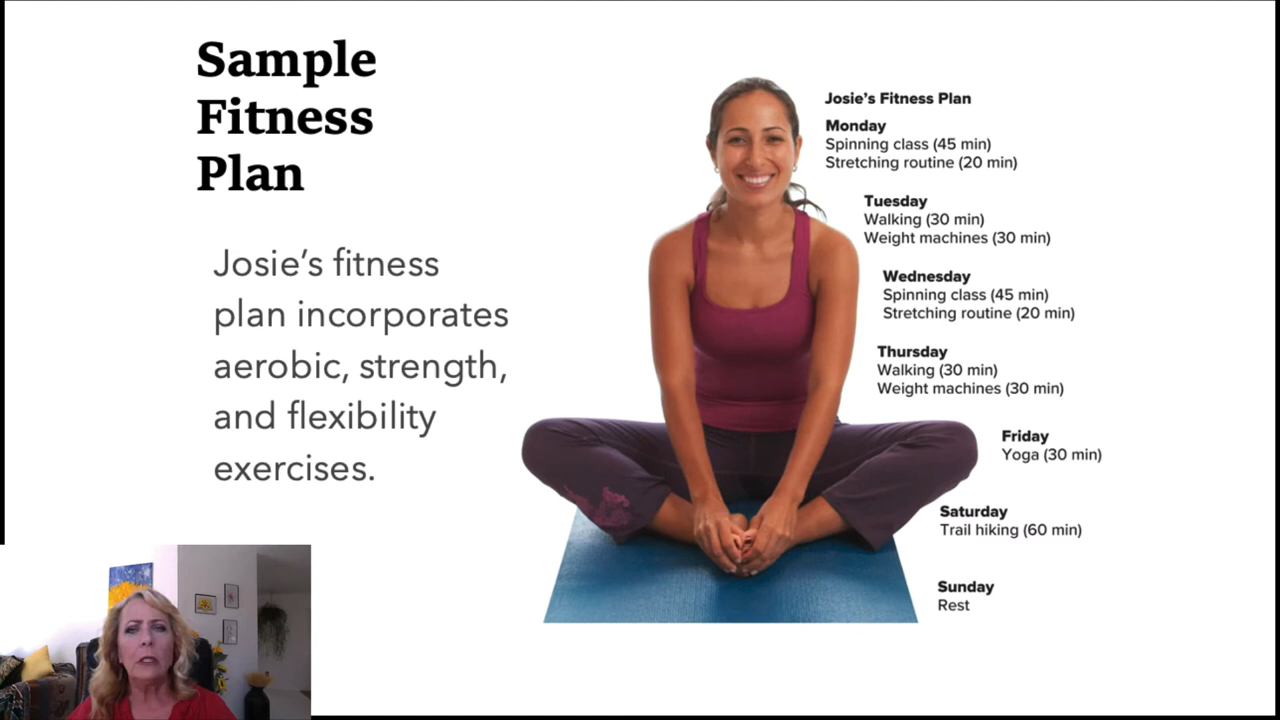 Sample
Fitness
Plan
Josie’s fitness
plan incorporates
aerobic, strength,
and flexibility
exercises.
Josie’s Fitness Plan
Monday
Spinning class (45 min)
Stretching routine (20 min)
Tuesday
Walking (30 min)
Weight machines (30 min)
Wednesday
Spinning class (45 min)
Stretching routine (20 min)
Thursday
Walking (30 min)
Weight machines (30 min)
Friday
Yoga (30 min)
Saturday
Trail hiking (60 min)
Sunday
Rest